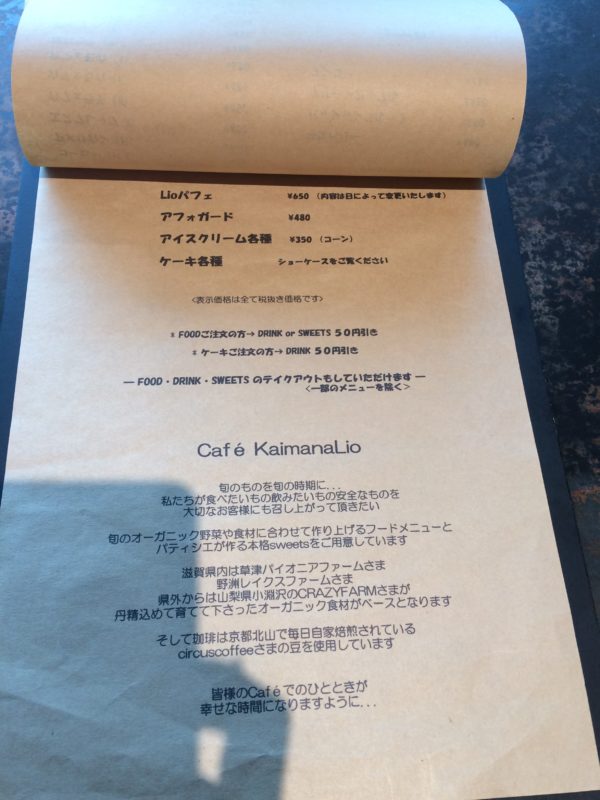 Lioパフェ ¥650 (内容は日によって変更いたします)
アフォガード ¥480
アイスクリーム各種 ¥350 (コーン)
ケーキ各種 ショーケースをご覧ください
<表示価格は全て税抜き価格です>
* FOODご注文の方→ DRINK or SWEETS 50円引き
* ケーキご注文の方→ DRINK 50円引き
― FOOD・DRINK・SWEETS のテイクアウトもしていただけます ―
<一部のメニューを除く>
Café KaimanaLio
旬のものを旬の時期に...
私たちが食べたいもの飲みたいもの安全なものを
大切なお客様にも召し上がって頂きたい
旬のオーガニック野菜や食材に合わせて作り上げるフードメニューと
パティシエが作る本格sweetsをご用意しています
滋賀県内は草津パイオニアファームさま
野洲レイクスファームさま
県外からは山梨県小淵沢のCRAZYFARMさまが
丹精込めて育てて下さったオーガニック食材がベースとなります
そして珈琲は京都北山で毎日自家焙煎されている
circuscoffeeさまの豆を使用しています
皆様のCaféでのひとときが
幸せな時間になりますように...